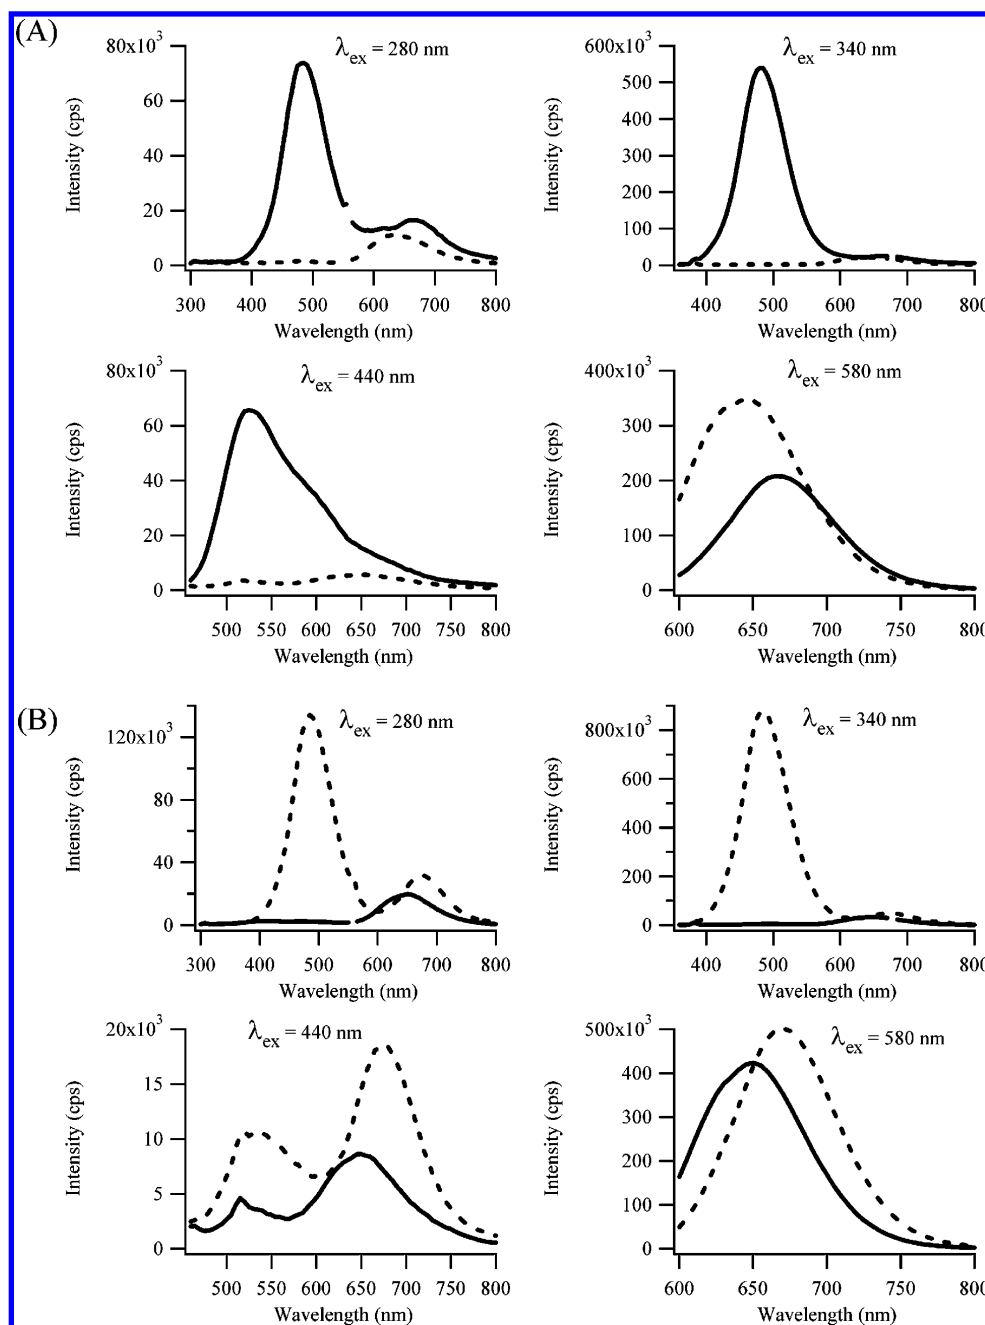 (A)
λex = 280 nm
80x10³
60
40
20
0
Intensity (cps)
300 400 500 600 700 800
Wavelength (nm)
λex = 340 nm
600x10³
500
400
300
200
100
0
Intensity (cps)
400 500 600 700 800
Wavelength (nm)
λex = 440 nm
80x10³
60
40
20
0
Intensity (cps)
500 550 600 650 700 750 800
Wavelength (nm)
λex = 580 nm
400x10³
300
200
100
0
Intensity (cps)
600 650 700 750 800
Wavelength (nm)
(B)
λex = 280 nm
120x10³
80
40
0
Intensity (cps)
300 400 500 600 700 800
Wavelength (nm)
λex = 340 nm
800x10³
600
400
200
0
Intensity (cps)
400 500 600 700 800
Wavelength (nm)
λex = 440 nm
20x10³
15
10
5
0
Intensity (cps)
500 550 600 650 700 750 800
Wavelength (nm)
λex = 580 nm
500x10³
400
300
200
100
0
Intensity (cps)
600 650 700 750 800
Wavelength (nm)